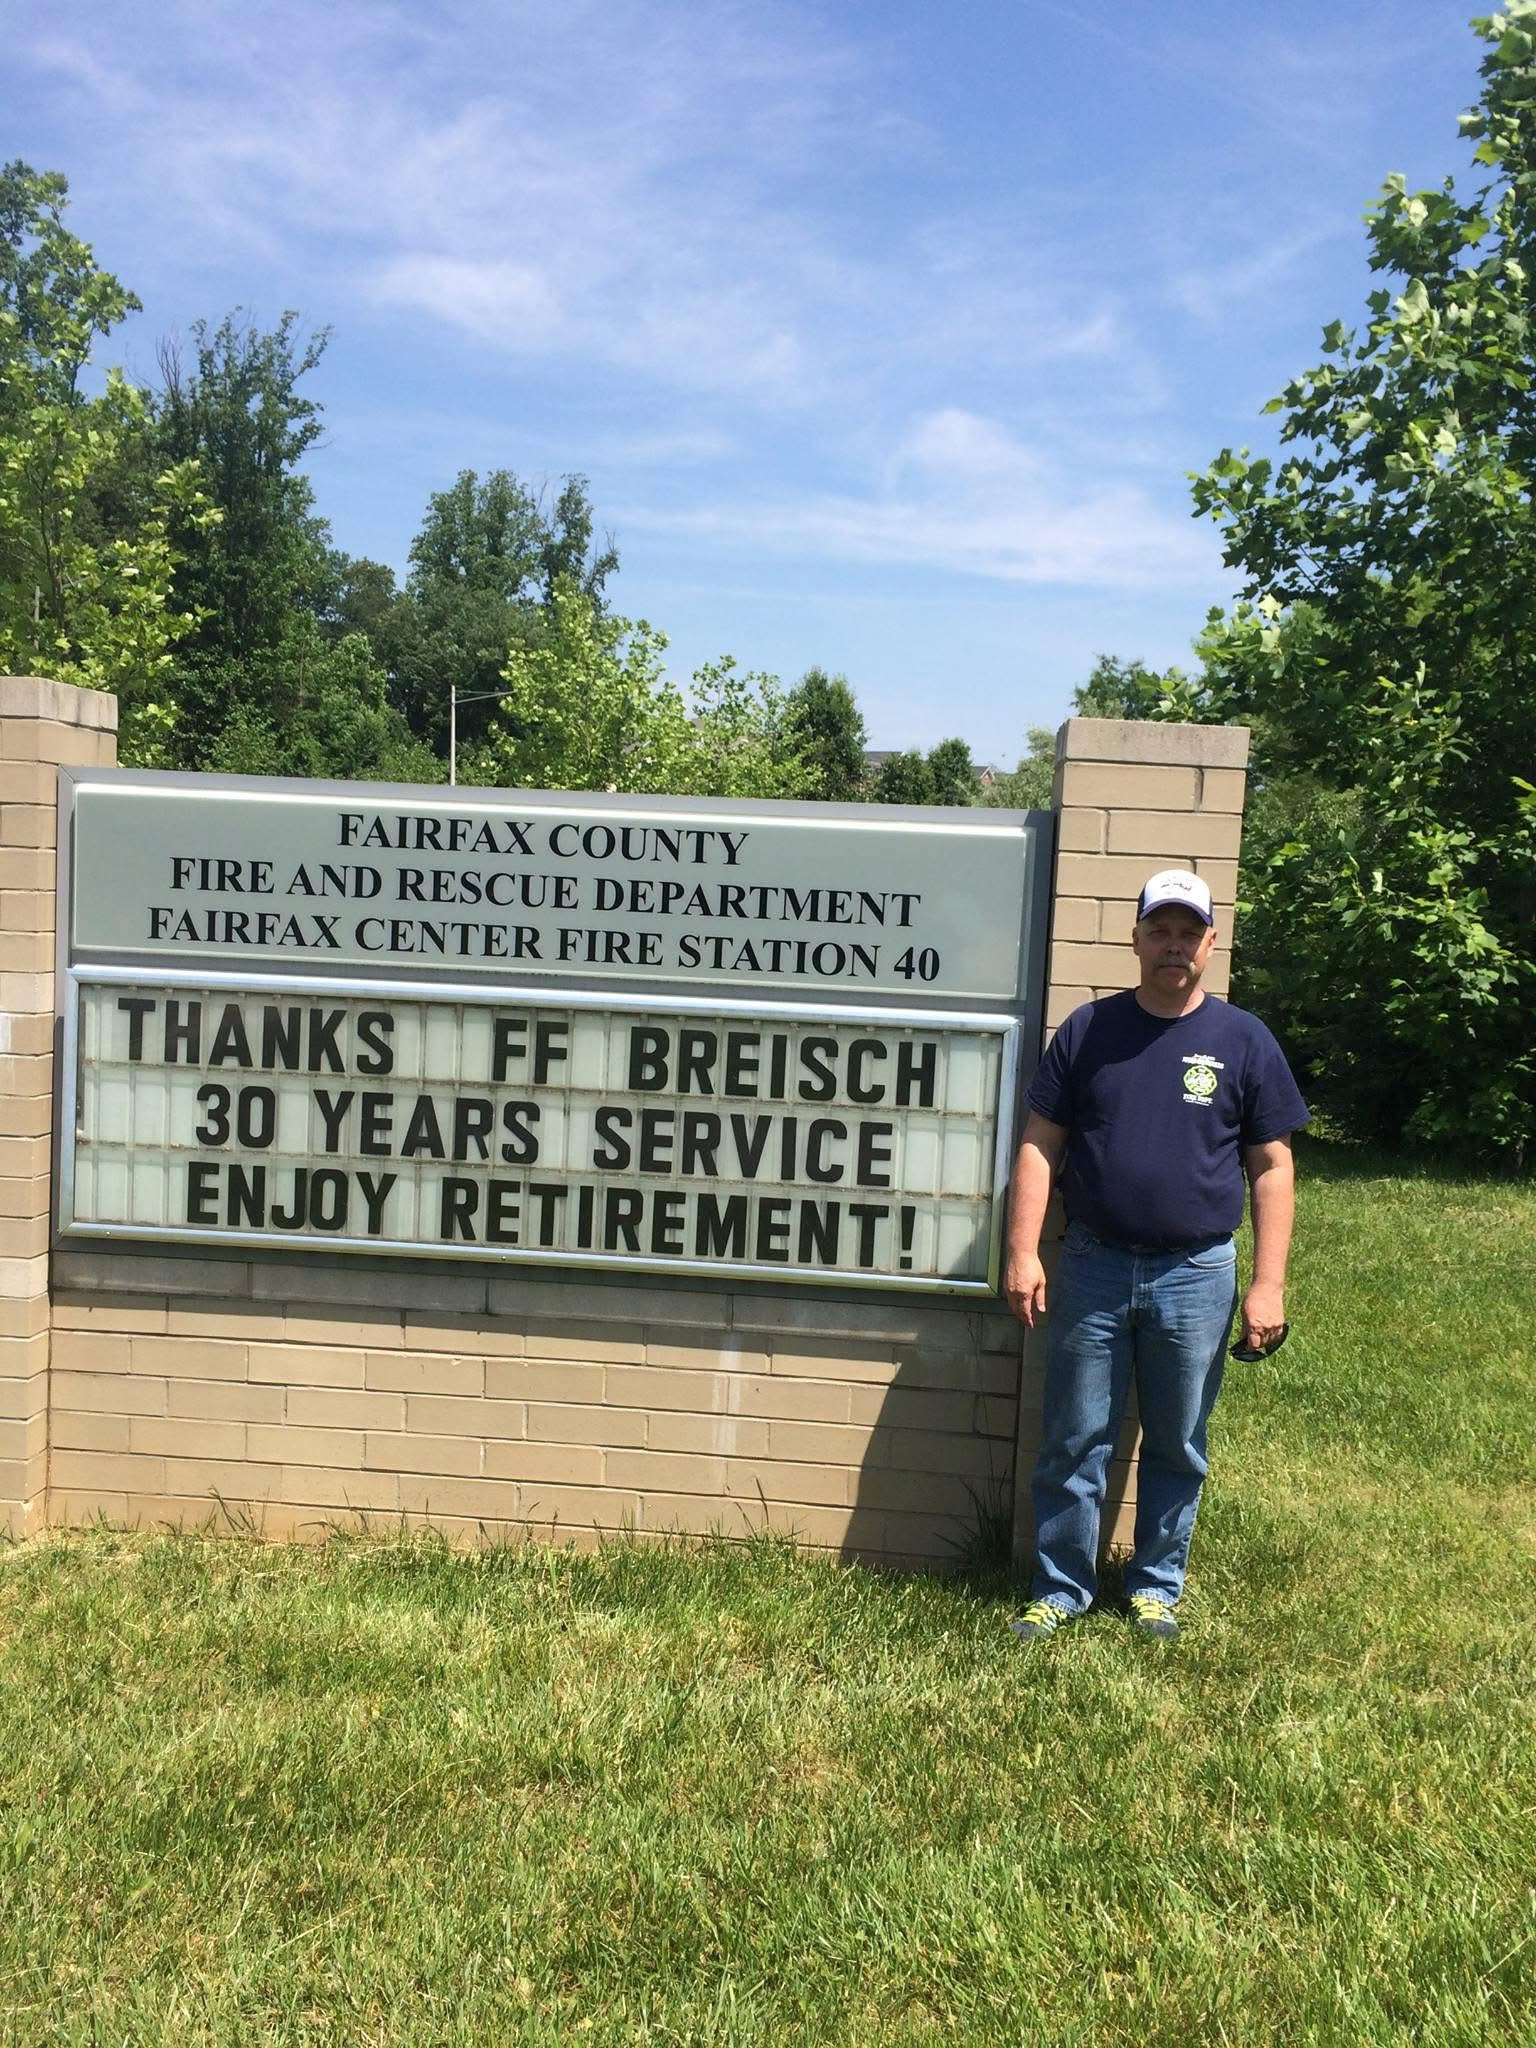 FAIRFAX COUNTY
FIRE AND RESCUE DEPARTMENT
FAIRFAX CENTER FIRE STATION 40
THANKS FF BREISCH
30 YEARS SERVICE
ENJOY RETIREMENT!